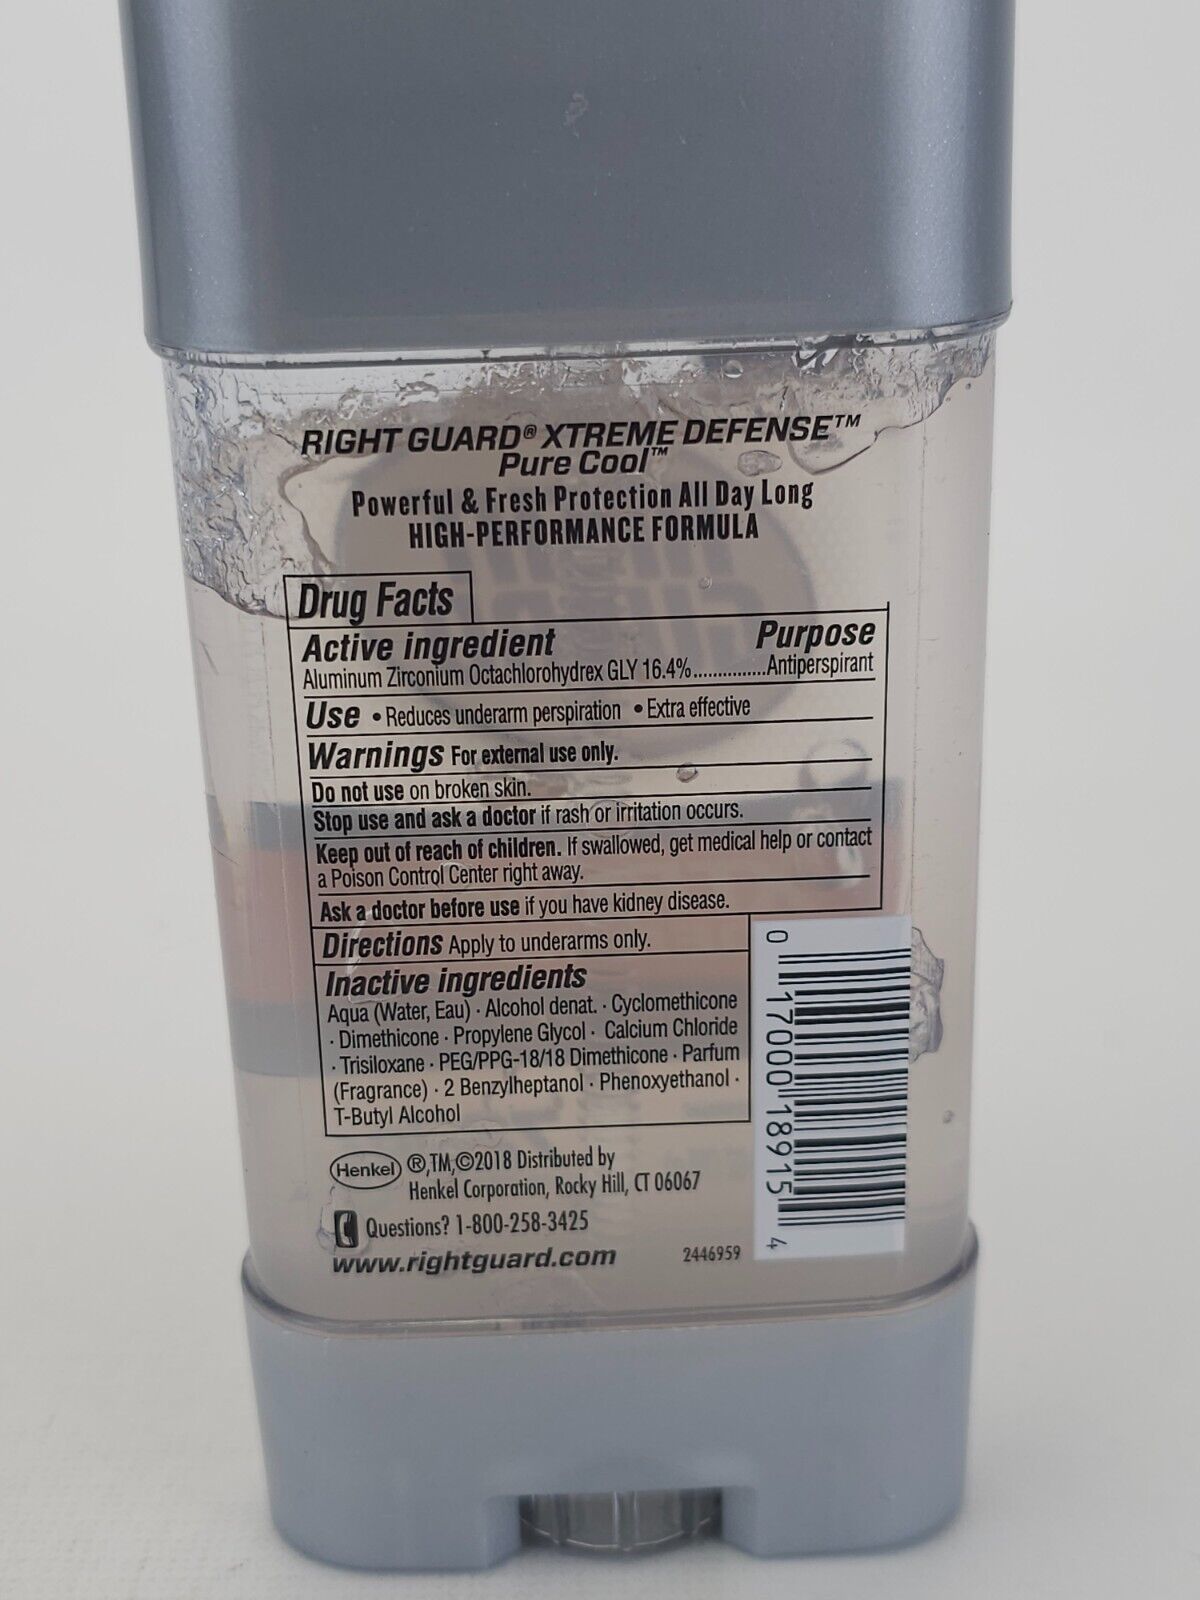 RIGHT GUARD® XTREME DEFENSE™
Pure Cool™
Powerful & Fresh Protection All Day Long
HIGH-PERFORMANCE FORMULA
Drug Facts
Active ingredient Purpose
Aluminum Zirconium Octachlorohydrex GLY 16.4%...............Antiperspirant
Use • Reduces underarm perspiration • Extra effective
Warnings For external use only.
Do not use on broken skin.
Stop use and ask a doctor if rash or irritation occurs.
Keep out of reach of children. If swallowed, get medical help or contact
a Poison Control Center right away.
Ask a doctor before use if you have kidney disease.
Directions Apply to underarms only.
Inactive ingredients
Aqua (Water, Eau) · Alcohol denat. · Cyclomethicone
· Dimethicone · Propylene Glycol · Calcium Chloride
· Trisiloxane · PEG/PPG-18/18 Dimethicone · Parfum
(Fragrance) · 2 Benzylheptanol · Phenoxyethanol ·
T-Butyl Alcohol
0 17000 18915 4
Henkel ®,TM,©2018 Distributed by
Henkel Corporation, Rocky Hill, CT 06067
Questions? 1-800-258-3425
www.rightguard.com 2446959